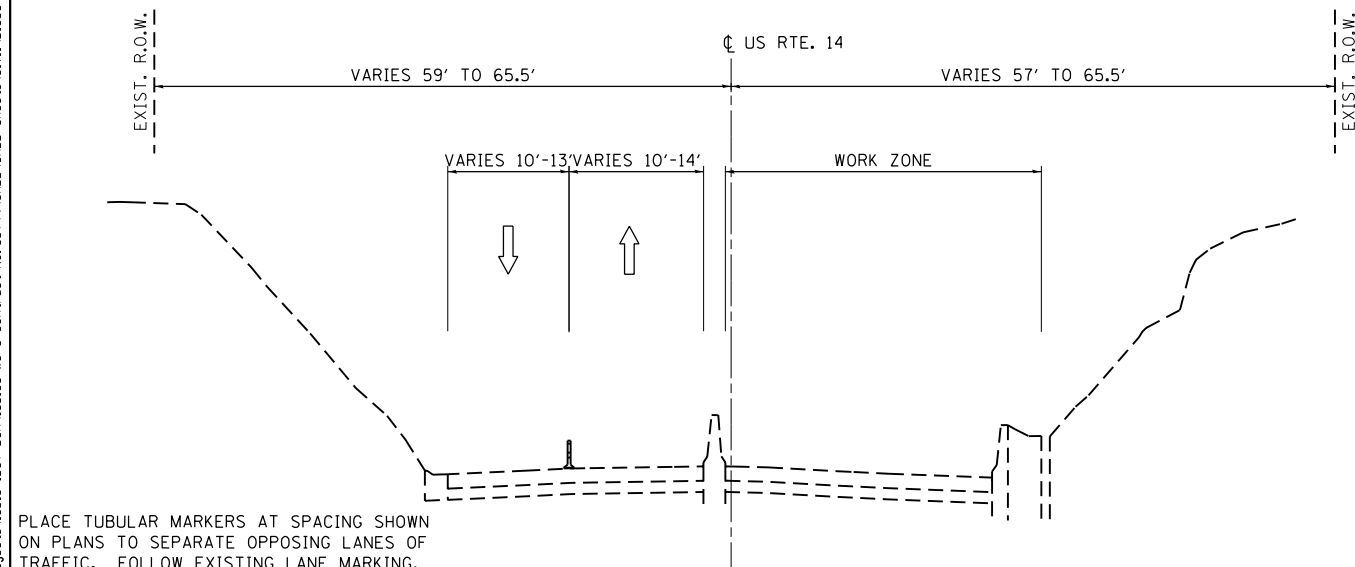 EXIST. R.O.W.
℄ US RTE. 14
EXIST. R.O.W.
VARIES 59' TO 65.5'
VARIES 57' TO 65.5'
VARIES 10'-13'
VARIES 10'-14'
WORK ZONE
PLACE TUBULAR MARKERS AT SPACING SHOWN
ON PLANS TO SEPARATE OPPOSING LANES OF
TRAFFIC. FOLLOW EXISTING LANE MARKING.